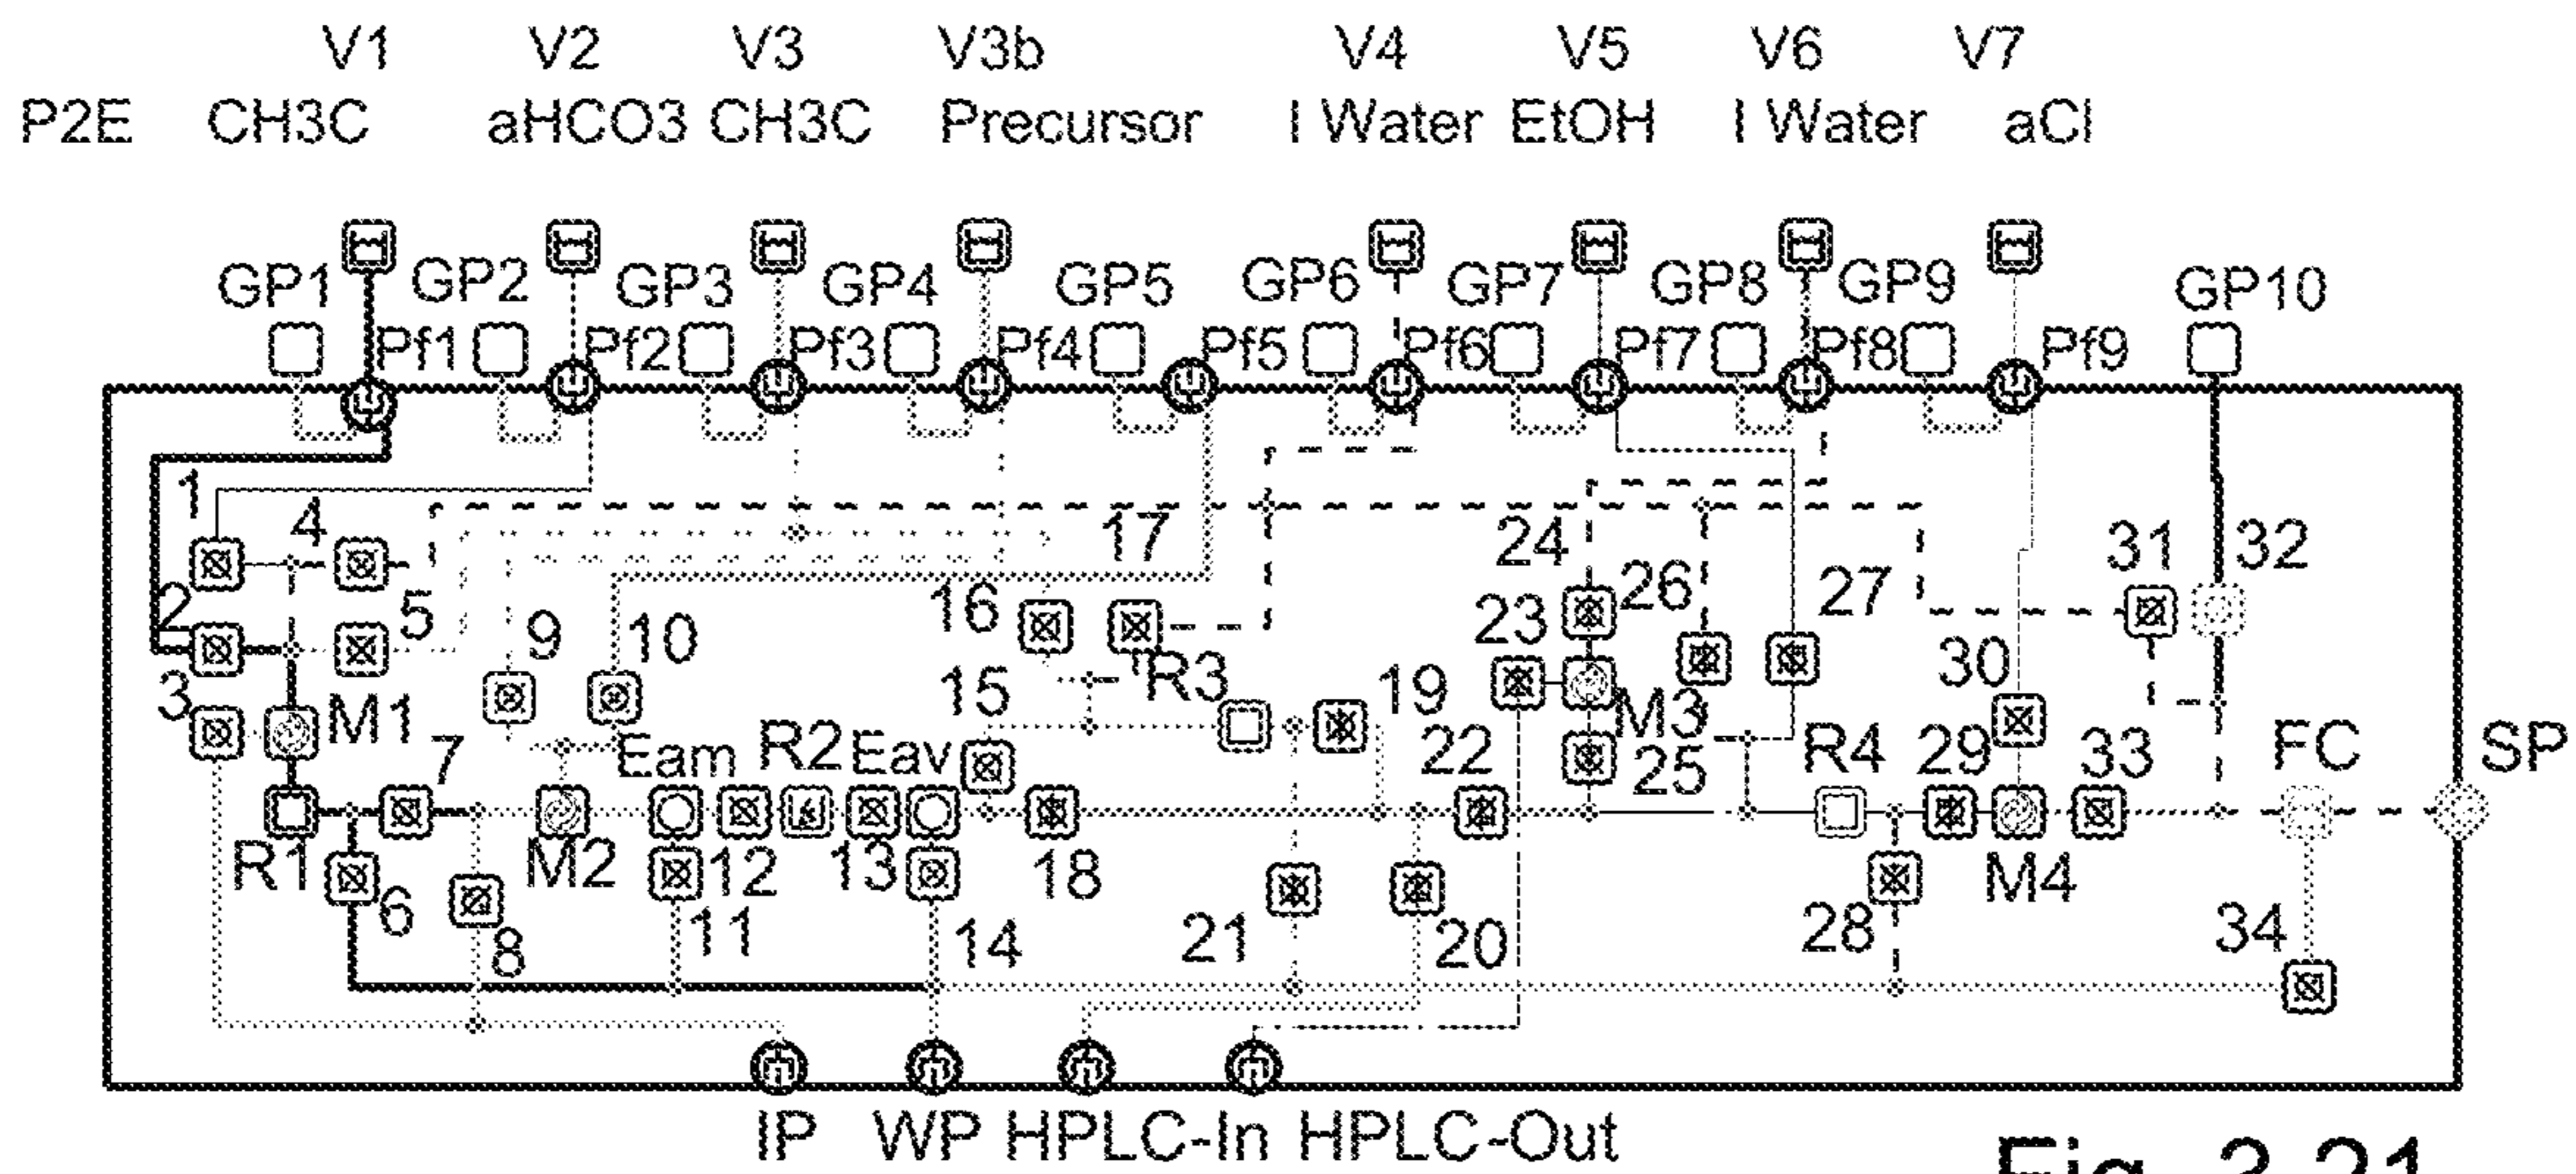 V1 V2 V3 V3b V4 V5 V6 V7
P2E CH3C aHCO3 CH3C Precursor I Water EtOH I Water aCl
GP1 GP2 GP3 GP4 GP5 GP6 GP7 GP8 GP9 GP10
Pf1 Pf2 Pf3 Pf4 Pf5 Pf6 Pf7 Pf8 Pf9
1 4 17 24 31 32
2 5 9 10 16 23 26 27 30
3 M1 7 15 R3 19 22 M3 25 29 33 FC SP
Eam R2 Eav R4
R1 6 8 M2 11 12 13 14 18 21 20 28 M4 34
IP WP HPLC-In HPLC-Out
Fig. 3.21